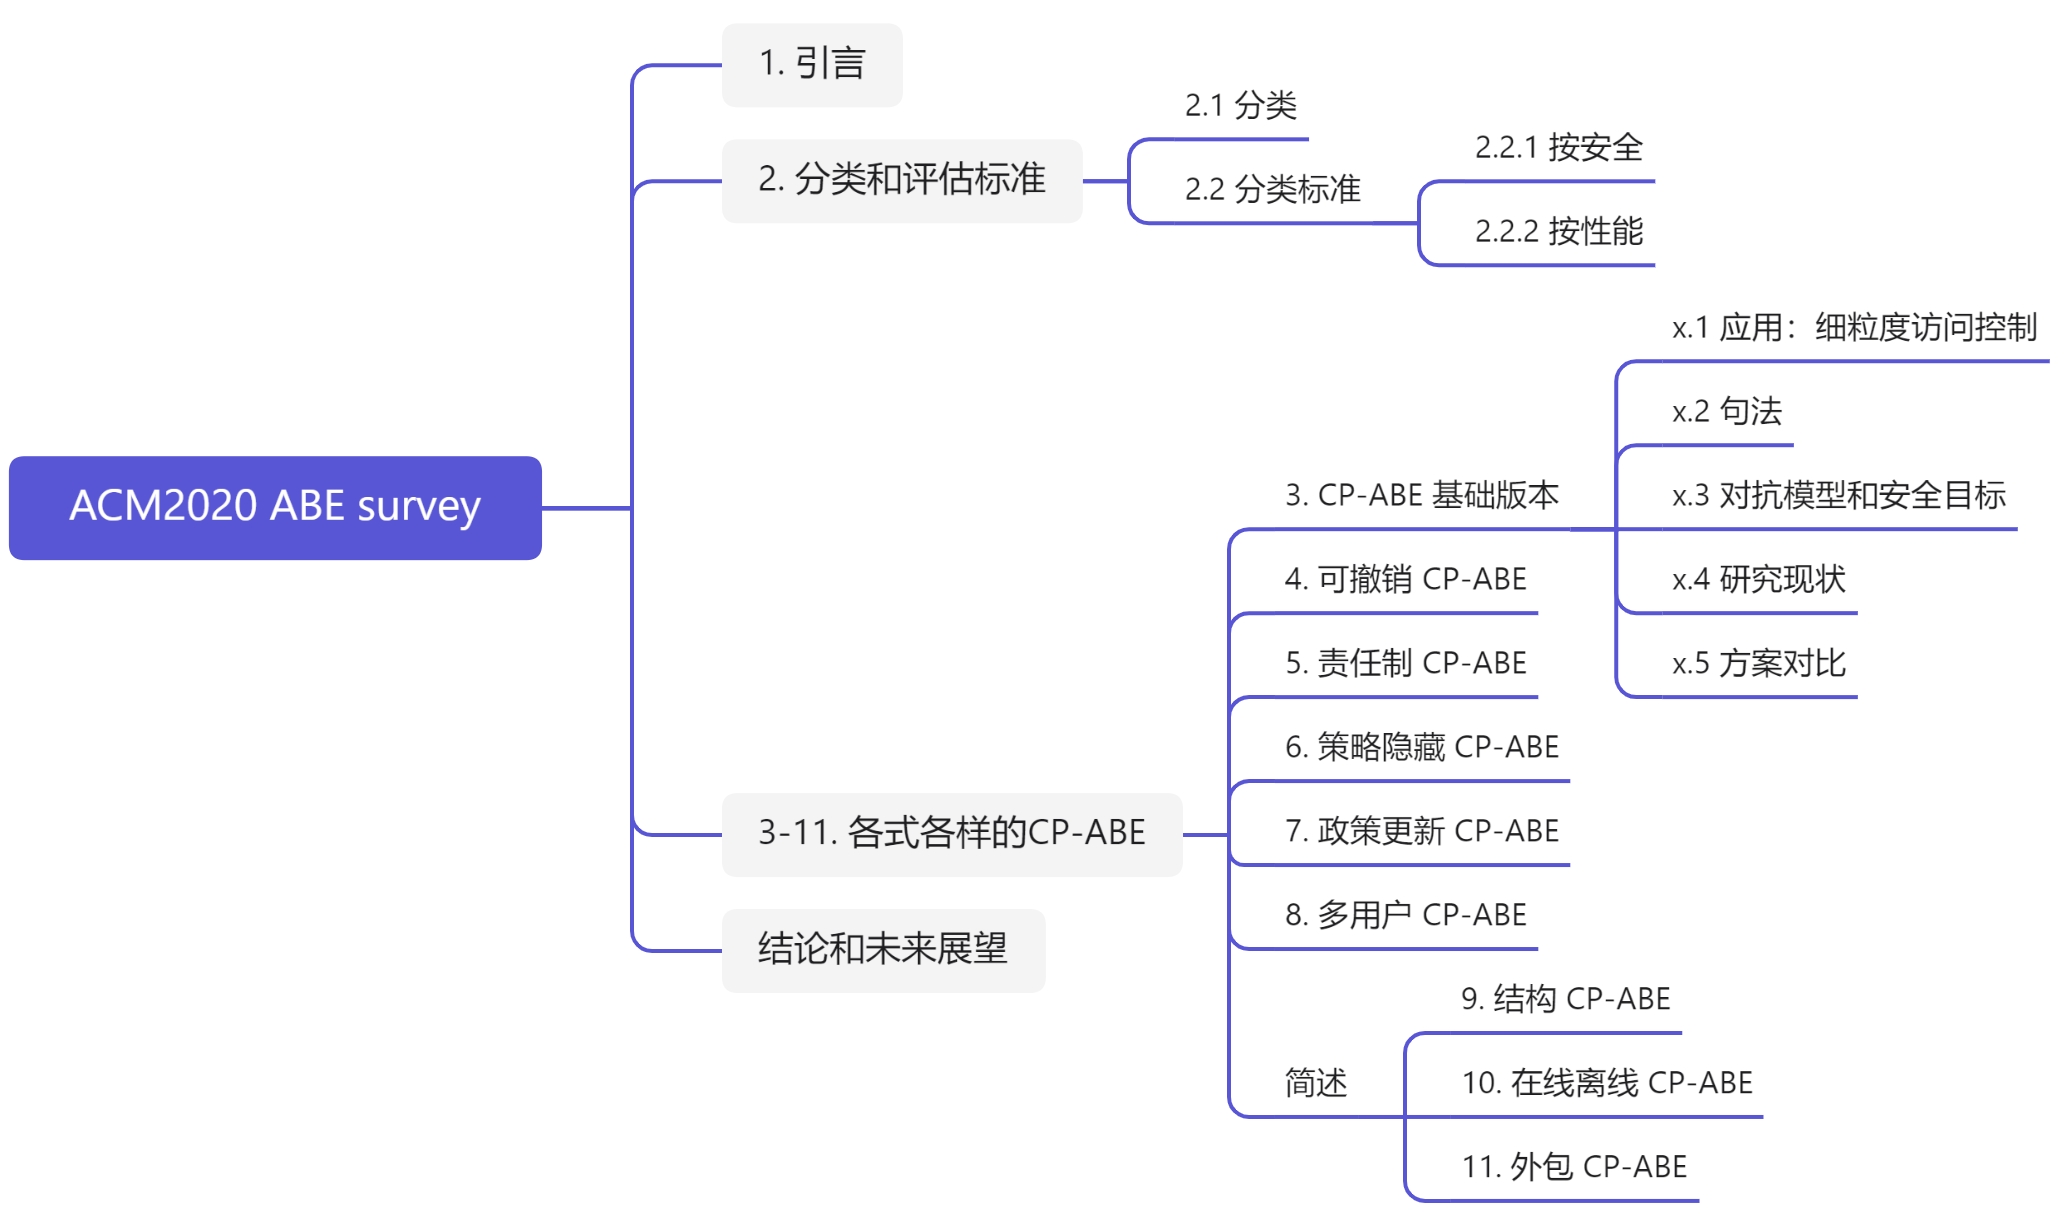 ACM2020 ABE survey
1. 引言
2. 分类和评估标准
2.1 分类
2.2 分类标准
2.2.1 按安全
2.2.2 按性能
3-11. 各式各样的CP-ABE
3. CP-ABE 基础版本
x.1 应用：细粒度访问控制
x.2 句法
x.3 对抗模型和安全目标
x.4 研究现状
x.5 方案对比
4. 可撤销 CP-ABE
5. 责任制 CP-ABE
6. 策略隐藏 CP-ABE
7. 政策更新 CP-ABE
8. 多用户 CP-ABE
简述
9. 结构 CP-ABE
10. 在线离线 CP-ABE
11. 外包 CP-ABE
结论和未来展望